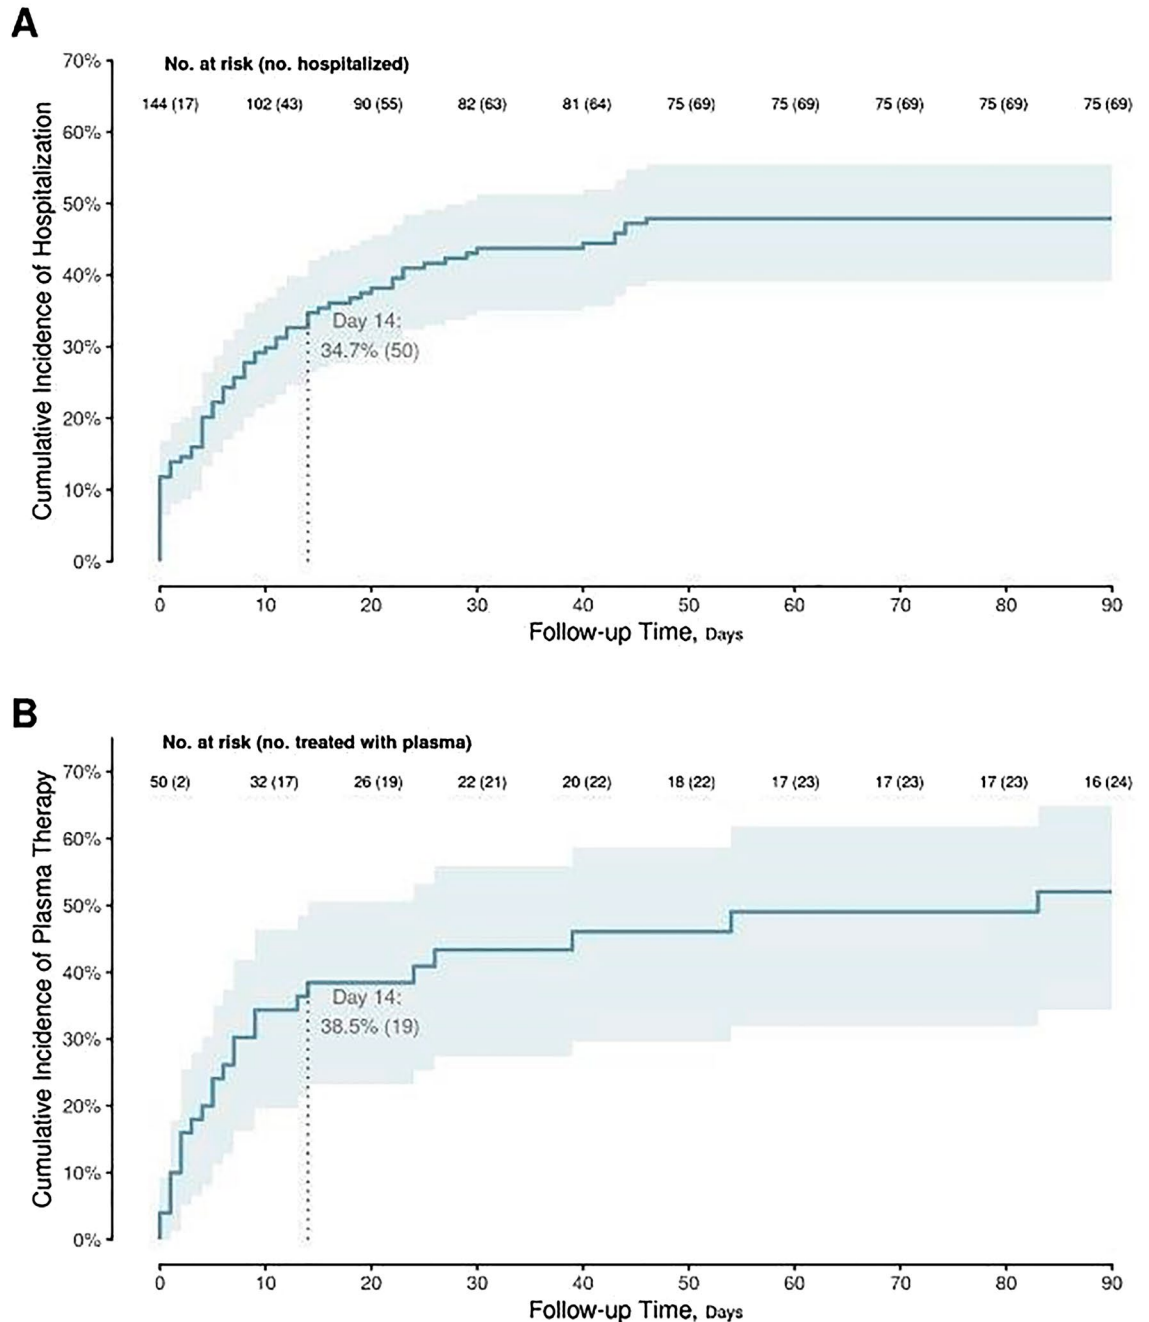 A
No. at risk (no. hospitalized)
144 (17) 102 (43) 90 (55) 82 (63) 81 (64) 75 (69) 75 (69) 75 (69) 75 (69) 75 (69)
Cumulative Incidence of Hospitalization
70%
60%
50%
40%
30%
20%
10%
0%
Day 14:
34.7% (50)
0 10 20 30 40 50 60 70 80 90
Follow-up Time, Days
B
No. at risk (no. treated with plasma)
50 (2) 32 (17) 26 (19) 22 (21) 20 (22) 18 (22) 17 (23) 17 (23) 17 (23) 16 (24)
Cumulative Incidence of Plasma Therapy
70%
60%
50%
40%
30%
20%
10%
0%
Day 14:
38.5% (19)
0 10 20 30 40 50 60 70 80 90
Follow-up Time, Days